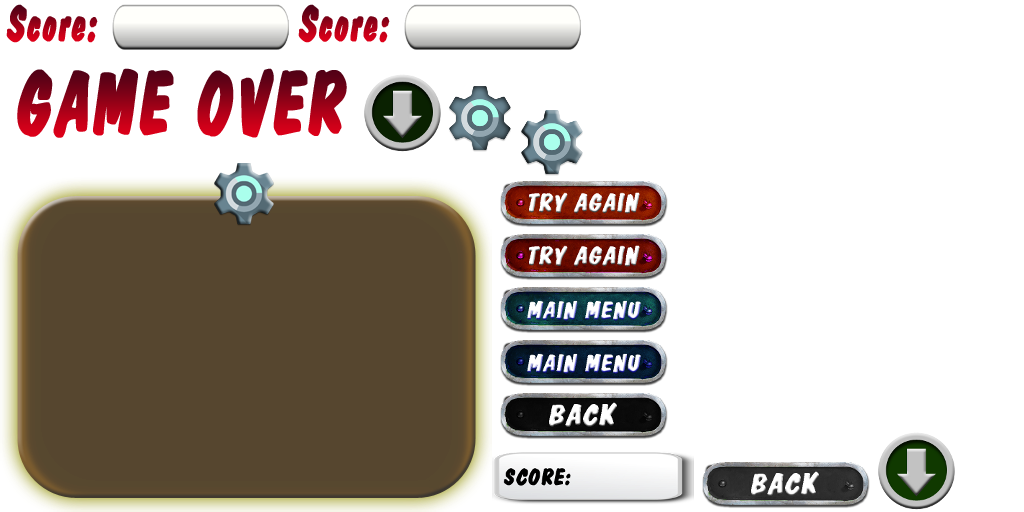 Score: Score:
GAME OVER
TRY AGAIN
TRY AGAIN
MAIN MENU
MAIN MENU
BACK
SCORE:
BACK